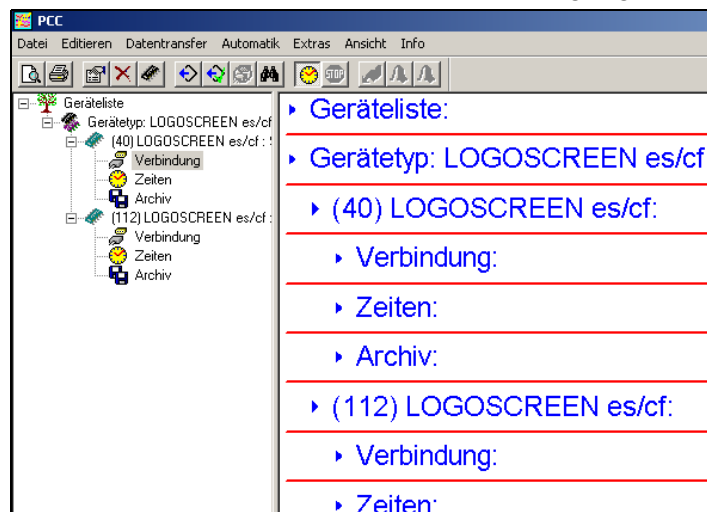 PCC
Datei Editieren Datentransfer Automatik Extras Ansicht Info
STOP
Geräteliste
Gerätetyp: LOGOSCREEN es/cf
(40) LOGOSCREEN es/cf :
Verbindung
Zeiten
Archiv
(112) LOGOSCREEN es/cf :
Verbindung
Zeiten
Archiv
Geräteliste:
Gerätetyp: LOGOSCREEN es/cf
(40) LOGOSCREEN es/cf:
Verbindung:
Zeiten:
Archiv:
(112) LOGOSCREEN es/cf:
Verbindung:
Zeiten: